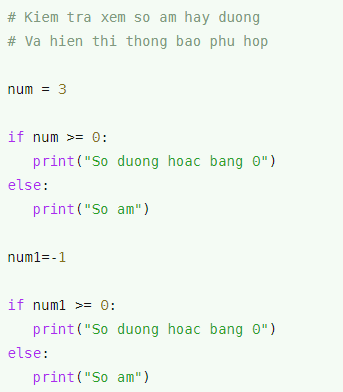 # Kiem tra xem so am hay duong
# Va hien thi thong bao phu hop
num = 3
if num >= 0:
   print("So duong hoac bang 0")
else:
   print("So am")
num1=-1
if num1 >= 0:
   print("So duong hoac bang 0")
else:
   print("So am")